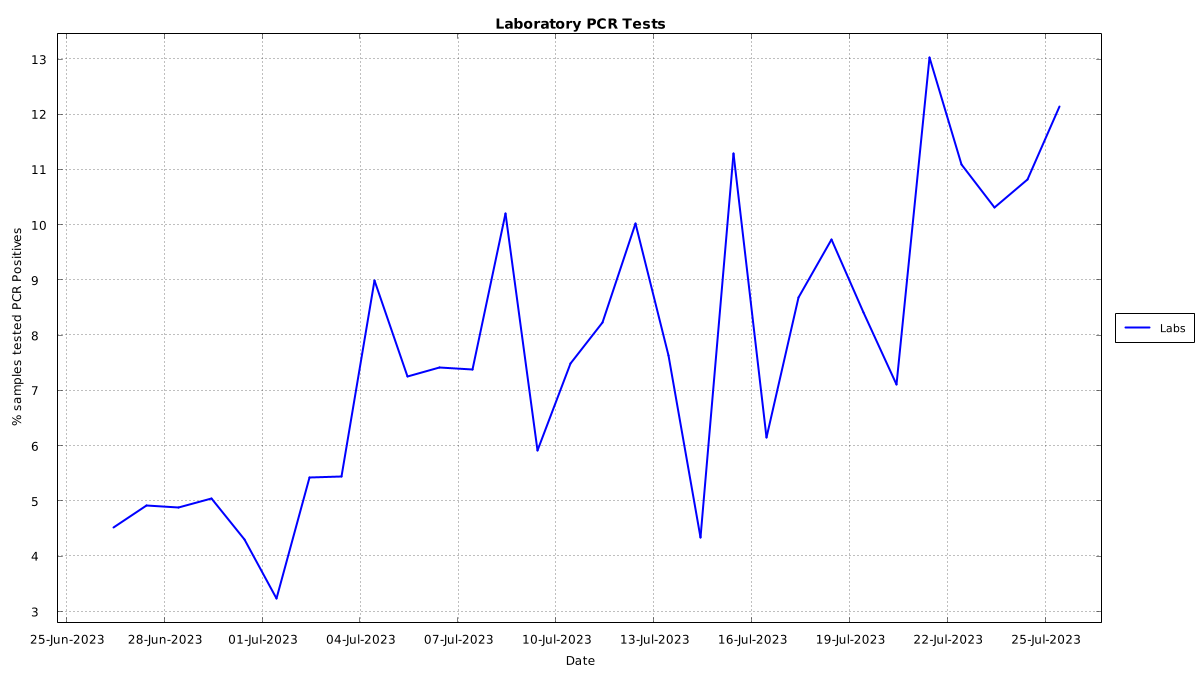 Laboratory PCR Tests
% samples tested PCR Positives
13
12
11
10
9
8
7
6
5
4
3
25-Jun-2023 28-Jun-2023 01-Jul-2023 04-Jul-2023 07-Jul-2023 10-Jul-2023 13-Jul-2023 16-Jul-2023 19-Jul-2023 22-Jul-2023 25-Jul-2023
Date
Labs